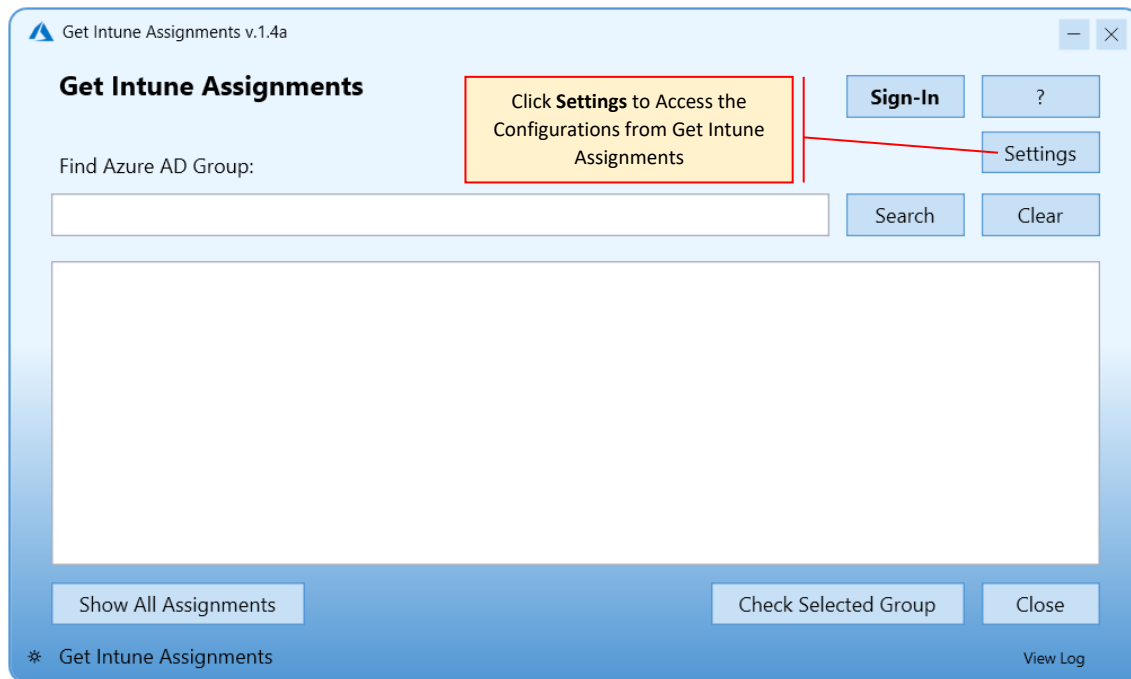 Get Intune Assignments v.1.4a
Get Intune Assignments
Click Settings to Access the
Configurations from Get Intune
Assignments
Sign-In
?
Settings
Find Azure AD Group:
Search
Clear
Show All Assignments
Check Selected Group
Close
Get Intune Assignments
View Log